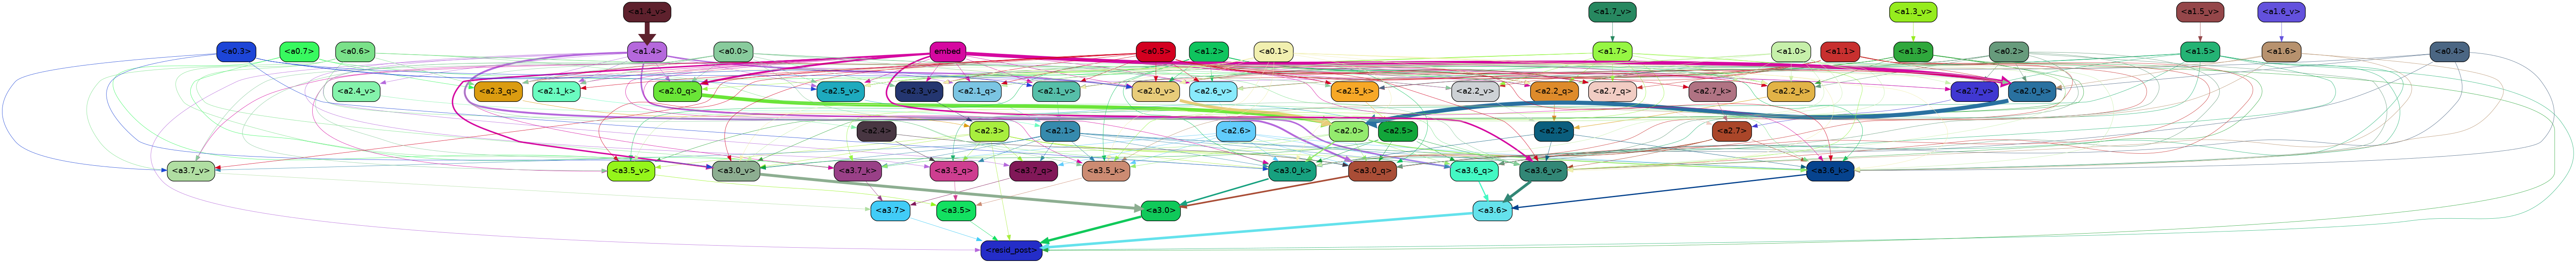 <a1.4_v> <a1.7_v> <a1.3_v> <a1.5_v> <a1.6_v>
<a0.3> <a0.7> <a0.6> <a1.4> <a0.0> embed <a0.5> <a1.2> <a0.1> <a1.7> <a1.0> <a1.1> <a1.3> <a0.2> <a1.5> <a1.6> <a0.4>
<a2.4_v> <a2.3_q> <a2.1_k> <a2.0_q> <a2.5_v> <a2.3_v> <a2.1_q> <a2.1_v> <a2.0_v> <a2.6_v> <a2.5_k> <a2.2_v> <a2.2_q> <a2.7_q> <a2.7_k> <a2.2_k> <a2.7_v> <a2.0_k>
<a2.4> <a2.3> <a2.1> <a2.6> <a2.0> <a2.5> <a2.2> <a2.7>
<a3.7_v> <a3.5_v> <a3.0_v> <a3.7_k> <a3.5_q> <a3.7_q> <a3.5_k> <a3.0_k> <a3.0_q> <a3.6_q> <a3.6_v> <a3.6_k>
<a3.7> <a3.5> <a3.0> <a3.6>
<resid_post>